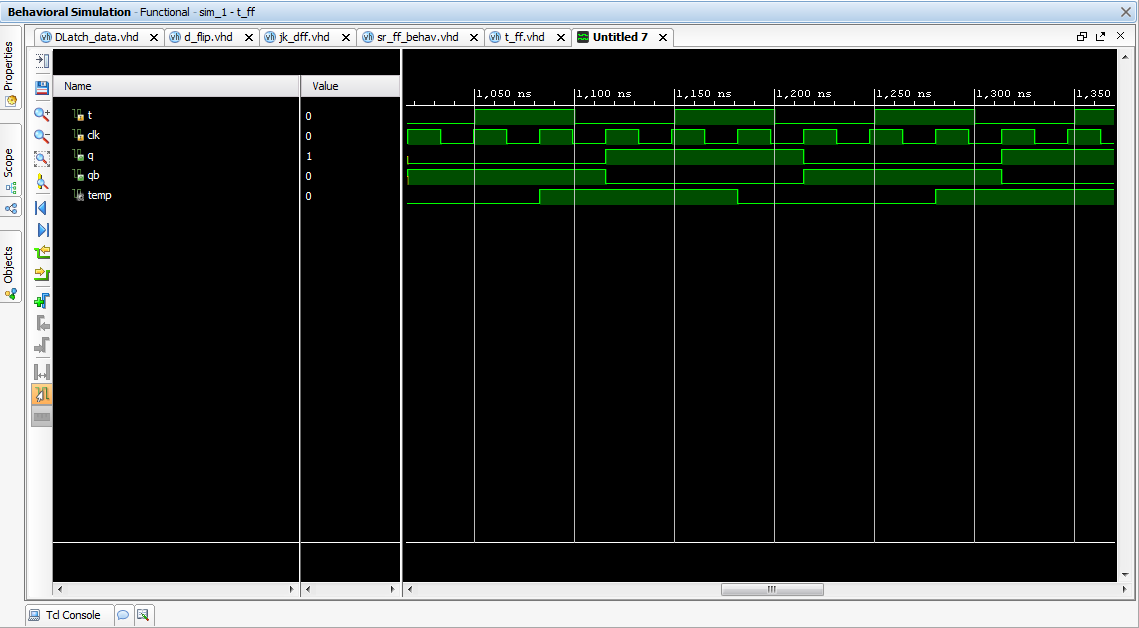 Behavioral Simulation - Functional - sim_1 - t_ff
DLatch_data.vhd
d_flip.vhd
jk_dff.vhd
sr_ff_behav.vhd
t_ff.vhd
Untitled 7
Properties
Scope
Objects
Name
Value
1,050 ns
1,100 ns
1,150 ns
1,200 ns
1,250 ns
1,300 ns
1,350
t
0
clk
0
q
1
qb
0
temp
0
Tcl Console